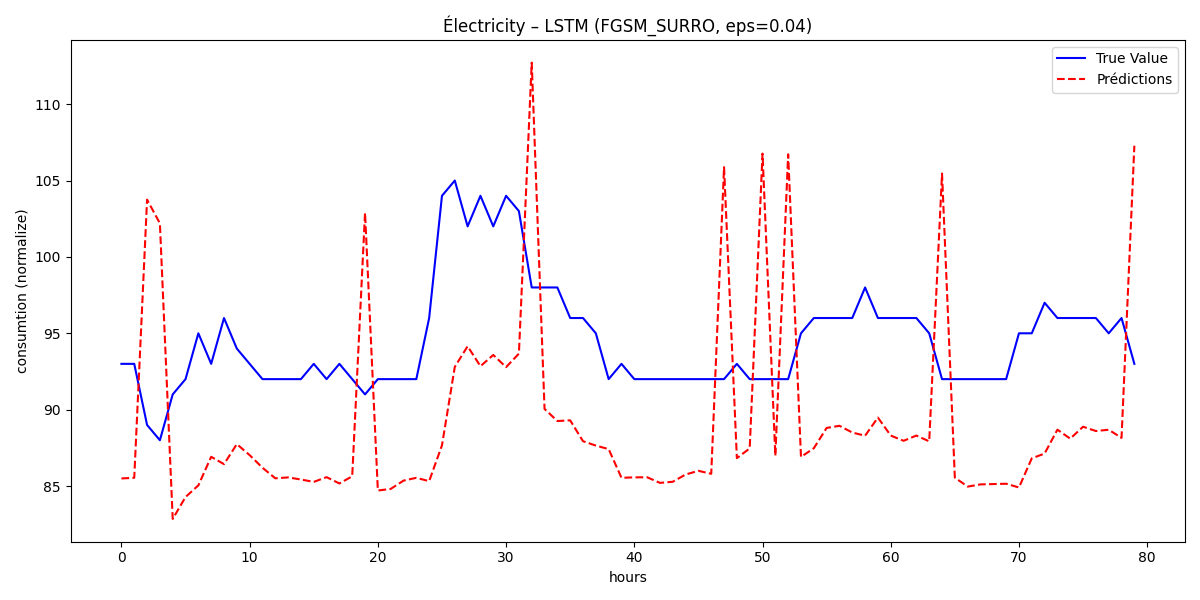 Électricity – LSTM (FGSM_SURRO, eps=0.04)
True Value
Prédictions
consumtion (normalize)
110
105
100
95
90
85
0 10 20 30 40 50 60 70 80
hours